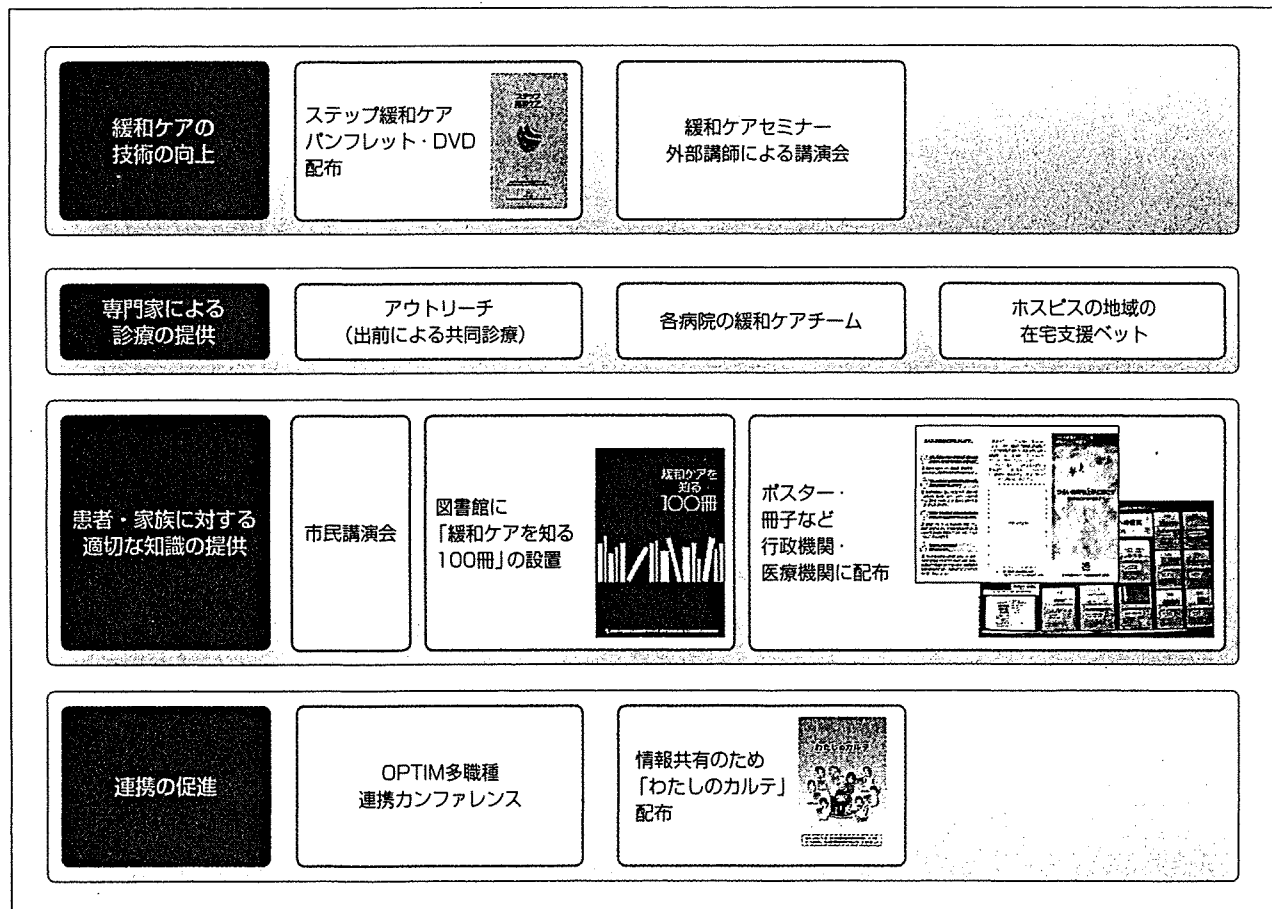 緩和ケアの
技術の向上
ステップ緩和ケア
パンフレット・DVD
配布
ステップ
緩和ケア
緩和ケアセミナー
外部講師による講演会
専門家による
診療の提供
アウトリーチ
(出前による共同診療)
各病院の緩和ケアチーム
ホスピスの地域の
在宅支援ベット
患者・家族に対する
適切な知識の提供
市民講演会
図書館に
「緩和ケアを知る
100冊」の設置
緩和ケアを
知る
100冊
ポスター・
冊子など
行政機関・
医療機関に配布
連携の促進
OPTIM多職種
連携カンファレンス
情報共有のため
「わたしのカルテ」
配布
わたしのカルテ